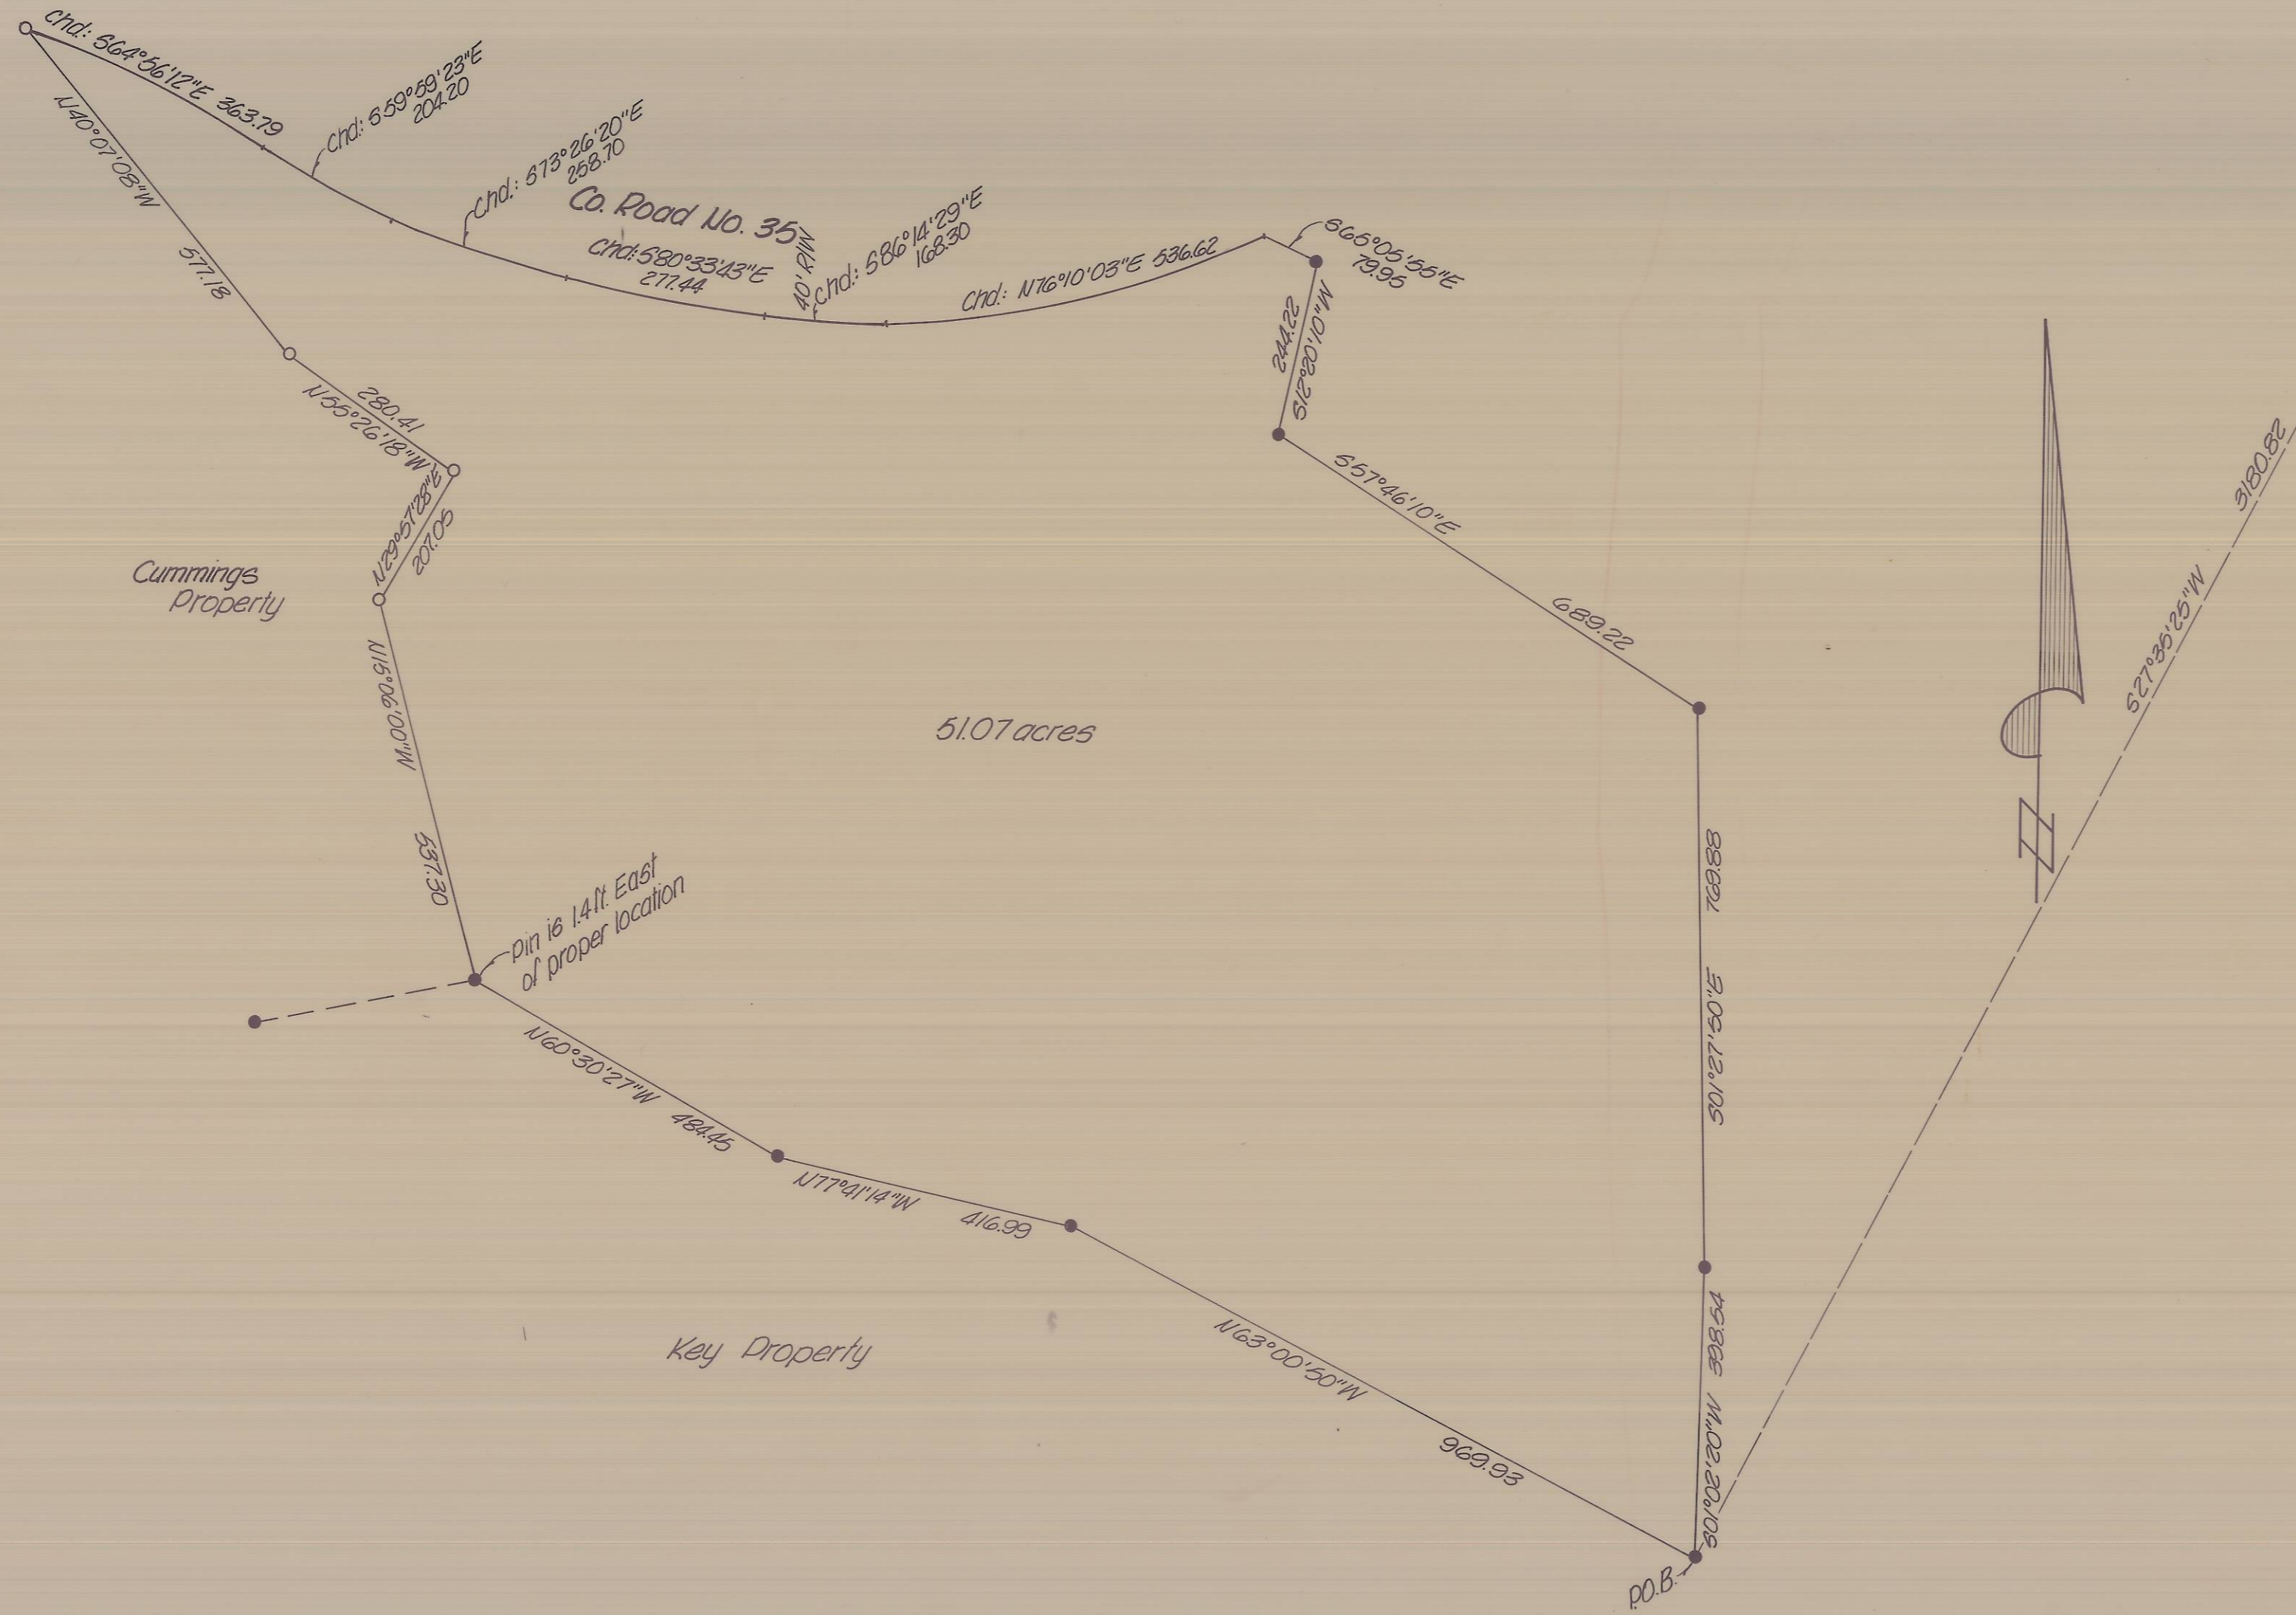 Chd: S64°56'12"E 363.79
Chd.: S59°59'23"E
204.20
Chd.: S73°26'20"E
258.70
Co. Road No. 35
40' R/W
Chd: S80°33'43"E
277.44
Chd.: S86°14'29"E
168.30
Chd.: N76°10'03"E 536.62
S65°05'55"E
79.95
N40°07'08"W
577.18
280.41
N55°26'18"W
N29°57'28"E
207.05
244.22
S12°20'10"W
S57°46'10"E
689.22
3180.82
S27°35'25"W
Cummings
Property
N15°06'00"W
537.30
51.07 acres
769.88
S01°27'50"E
pin is 1.4 ft. East
of proper location
N60°30'27"W 484.45
N77°41'14"W
416.99
Key Property
N63°00'50"W
969.93
398.54
S01°02'20"W
P.O.B.
N